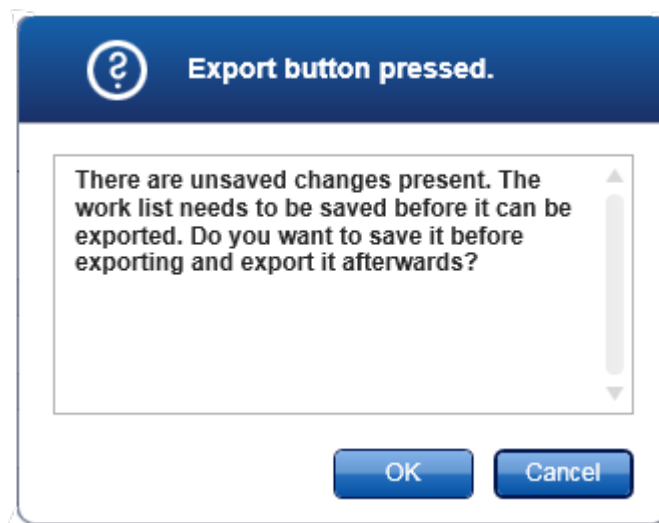 Export button pressed.
There are unsaved changes present. The
work list needs to be saved before it can be
exported. Do you want to save it before
exporting and export it afterwards?
OK
Cancel